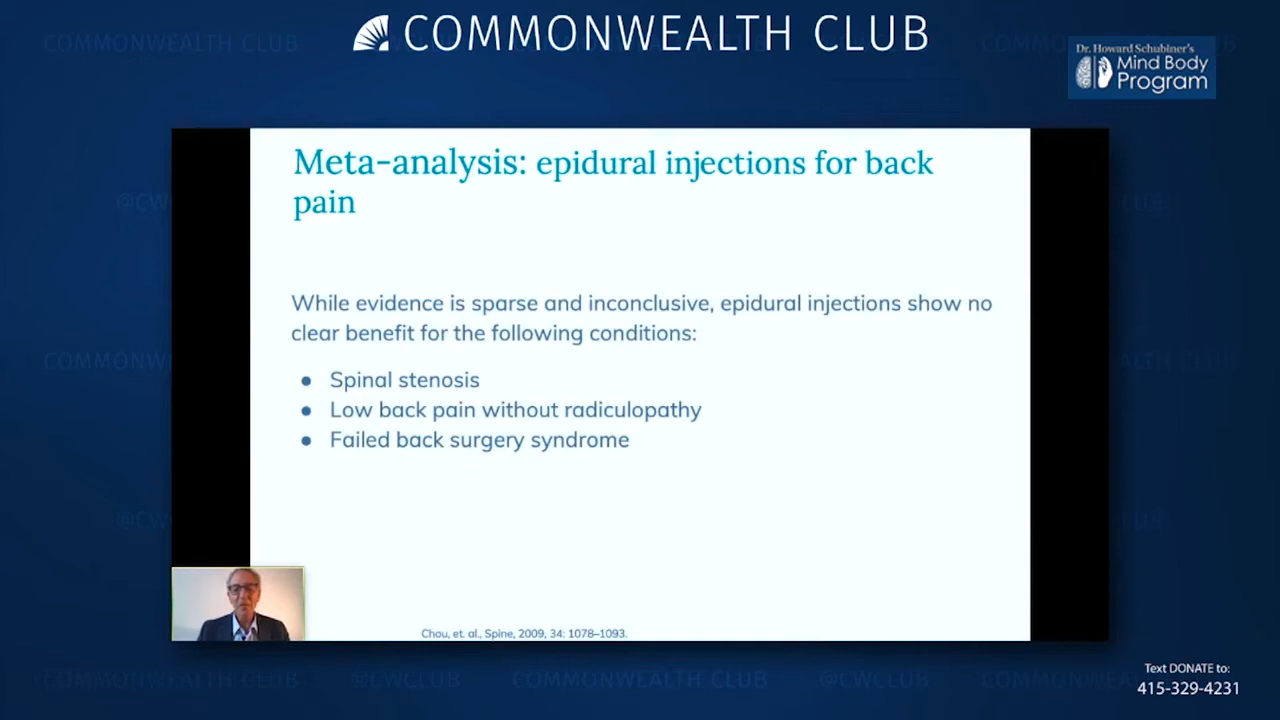 COMMONWEALTH CLUB
Dr. Howard Schubiner's
Mind Body
Program
Meta-analysis: epidural injections for back
pain
While evidence is sparse and inconclusive, epidural injections show no
clear benefit for the following conditions:
● Spinal stenosis
● Low back pain without radiculopathy
● Failed back surgery syndrome
Chou, et. al., Spine, 2009, 34: 1078–1093.
COMMONWEALTH CLUB
@CWCLUB
COMMONWEALTH CLUB
@CWCLUB
Text DONATE to:
415-329-4231